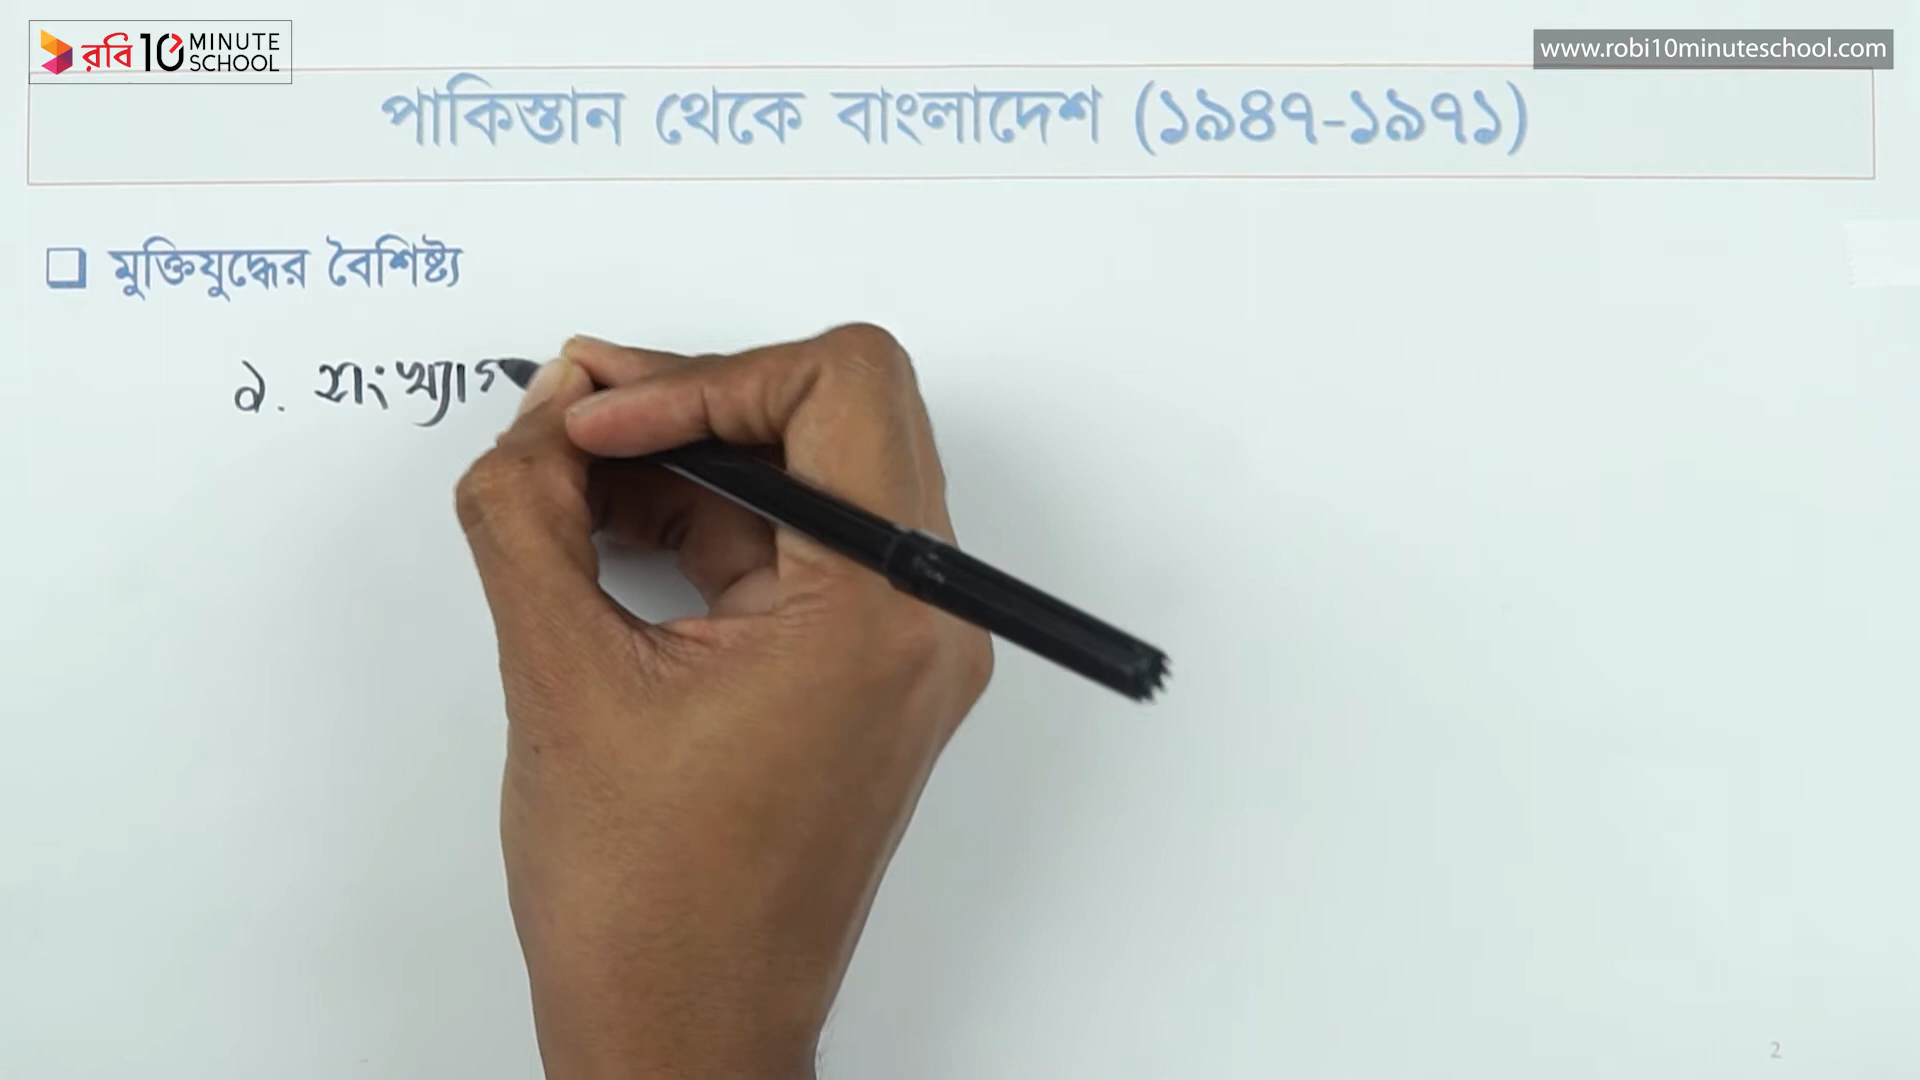 রবি 10 MINUTE SCHOOL
www.robi10minuteschool.com
পাকিস্তান থেকে বাংলাদেশ (১৯৪৭-১৯৭১)
মুক্তিযুদ্ধের বৈশিষ্ট্য
১. সংখ্যাগ
2